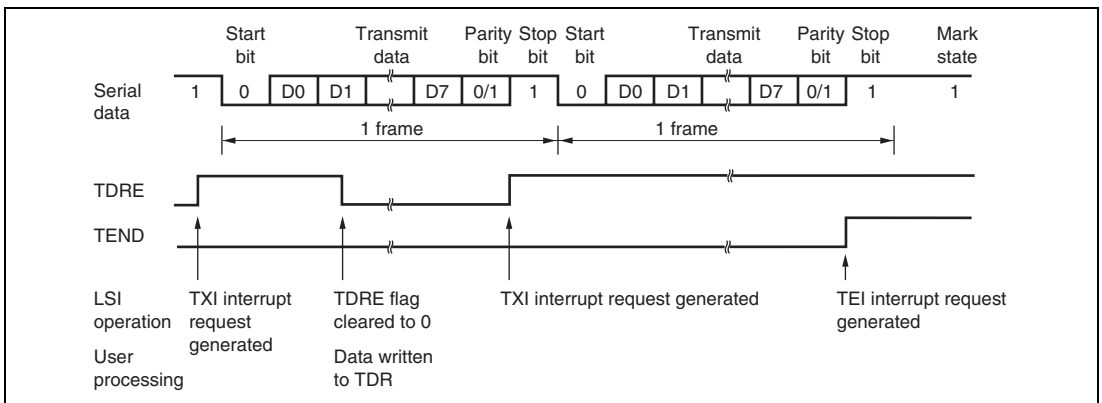 Start bit Transmit data Parity bit Stop bit Start bit Transmit data Parity bit Stop bit Mark state
Serial data 1 0 D0 D1 D7 0/1 1 0 D0 D1 D7 0/1 1 1
1 frame 1 frame
TDRE
TEND
LSI operation TXI interrupt request generated TDRE flag cleared to 0 TXI interrupt request generated TEI interrupt request generated
User processing Data written to TDR